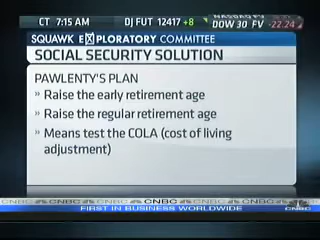 CT 7:15 AM DJ FUT 12417 +8
DOW 30 FV -22.24
SQUAWK EXPLORATORY COMMITTEE
SOCIAL SECURITY SOLUTION
PAWLENTY'S PLAN
» Raise the early retirement age
» Raise the regular retirement age
» Means test the COLA (cost of living
adjustment)
CNBC
FIRST IN BUSINESS WORLDWIDE
CNBC